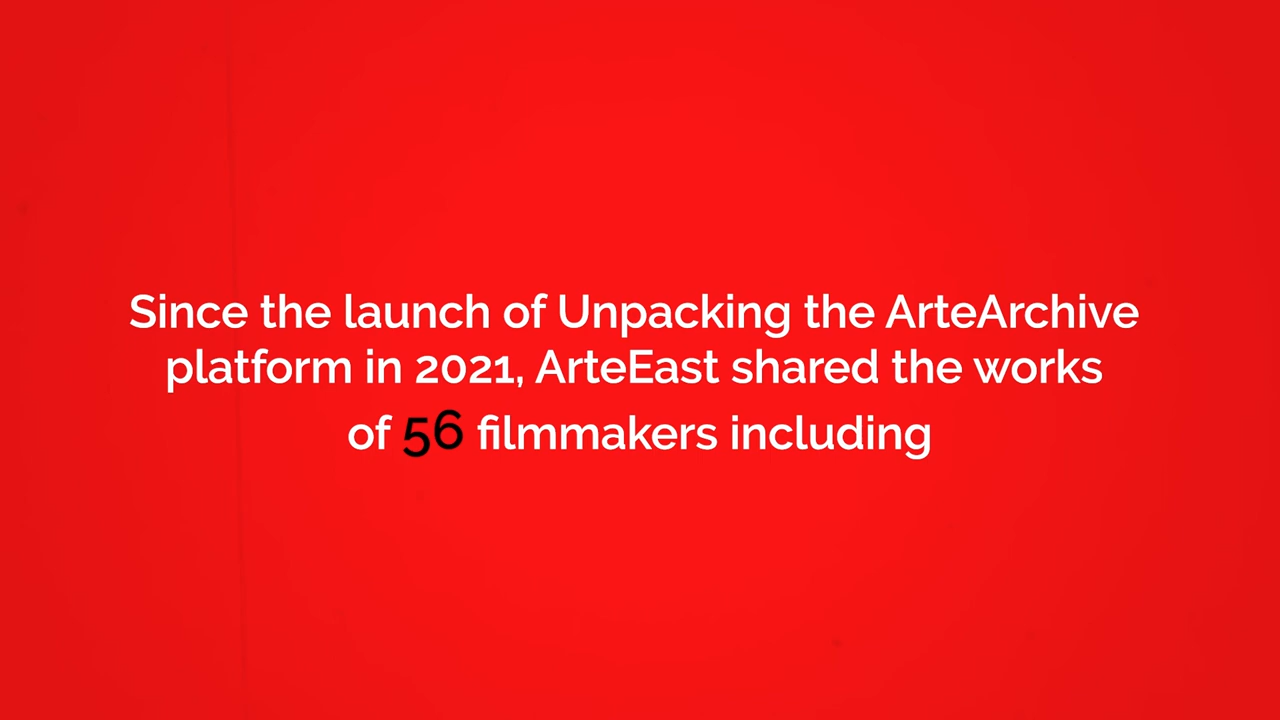 Since the launch of Unpacking the ArteArchive
platform in 2021, ArteEast shared the works
of 56 filmmakers including